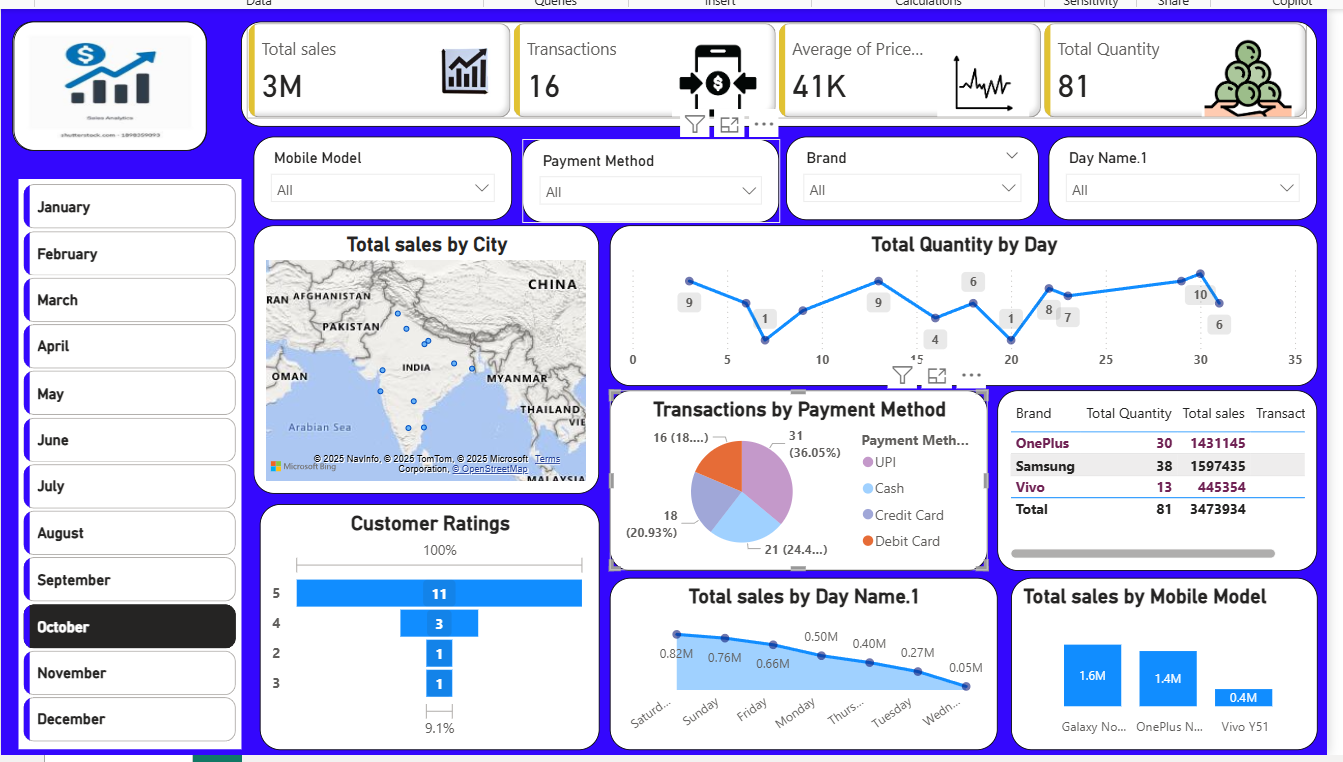 Data Queries Insert Calculations Sensitivity Share Copilot
Sales Analytics
shutterstock.com - 1898359893
Total sales
3M
Transactions
16
Average of Price...
41K
Total Quantity
81
Mobile Model
All
Payment Method
All
Brand
All
Day Name.1
All
January
February
March
April
May
June
July
August
September
October
November
December
Total sales by City
CHINA
RAN AFGHANISTAN
PAKISTAN
OMAN
INDIA
MYANMAR
THAILAND
VIE
Arabian Sea
MALAYSIA
Microsoft Bing
© 2025 NavInfo, © 2025 TomTom, © 2025 Microsoft Terms
Corporation, © OpenStreetMap
Total Quantity by Day
9
1
9
4
6
1
8
7
10
6
0 5 10 15 20 25 30 35
Transactions by Payment Method
16 (18....)
31
(36.05%)
18
(20.93%)
21 (24.4...)
Payment Meth...
UPI
Cash
Credit Card
Debit Card
Brand Total Quantity Total sales Transact
OnePlus 30 1431145
Samsung 38 1597435
Vivo 13 445354
Total 81 3473934
Customer Ratings
100%
5 11
4 3
2 1
3 1
9.1%
Total sales by Day Name.1
0.82M 0.76M 0.66M 0.50M 0.40M 0.27M 0.05M
Saturd... Sunday Friday Monday Thurs... Tuesday Wedn...
Total sales by Mobile Model
1.6M 1.4M 0.4M
Galaxy No... OnePlus N... Vivo Y51